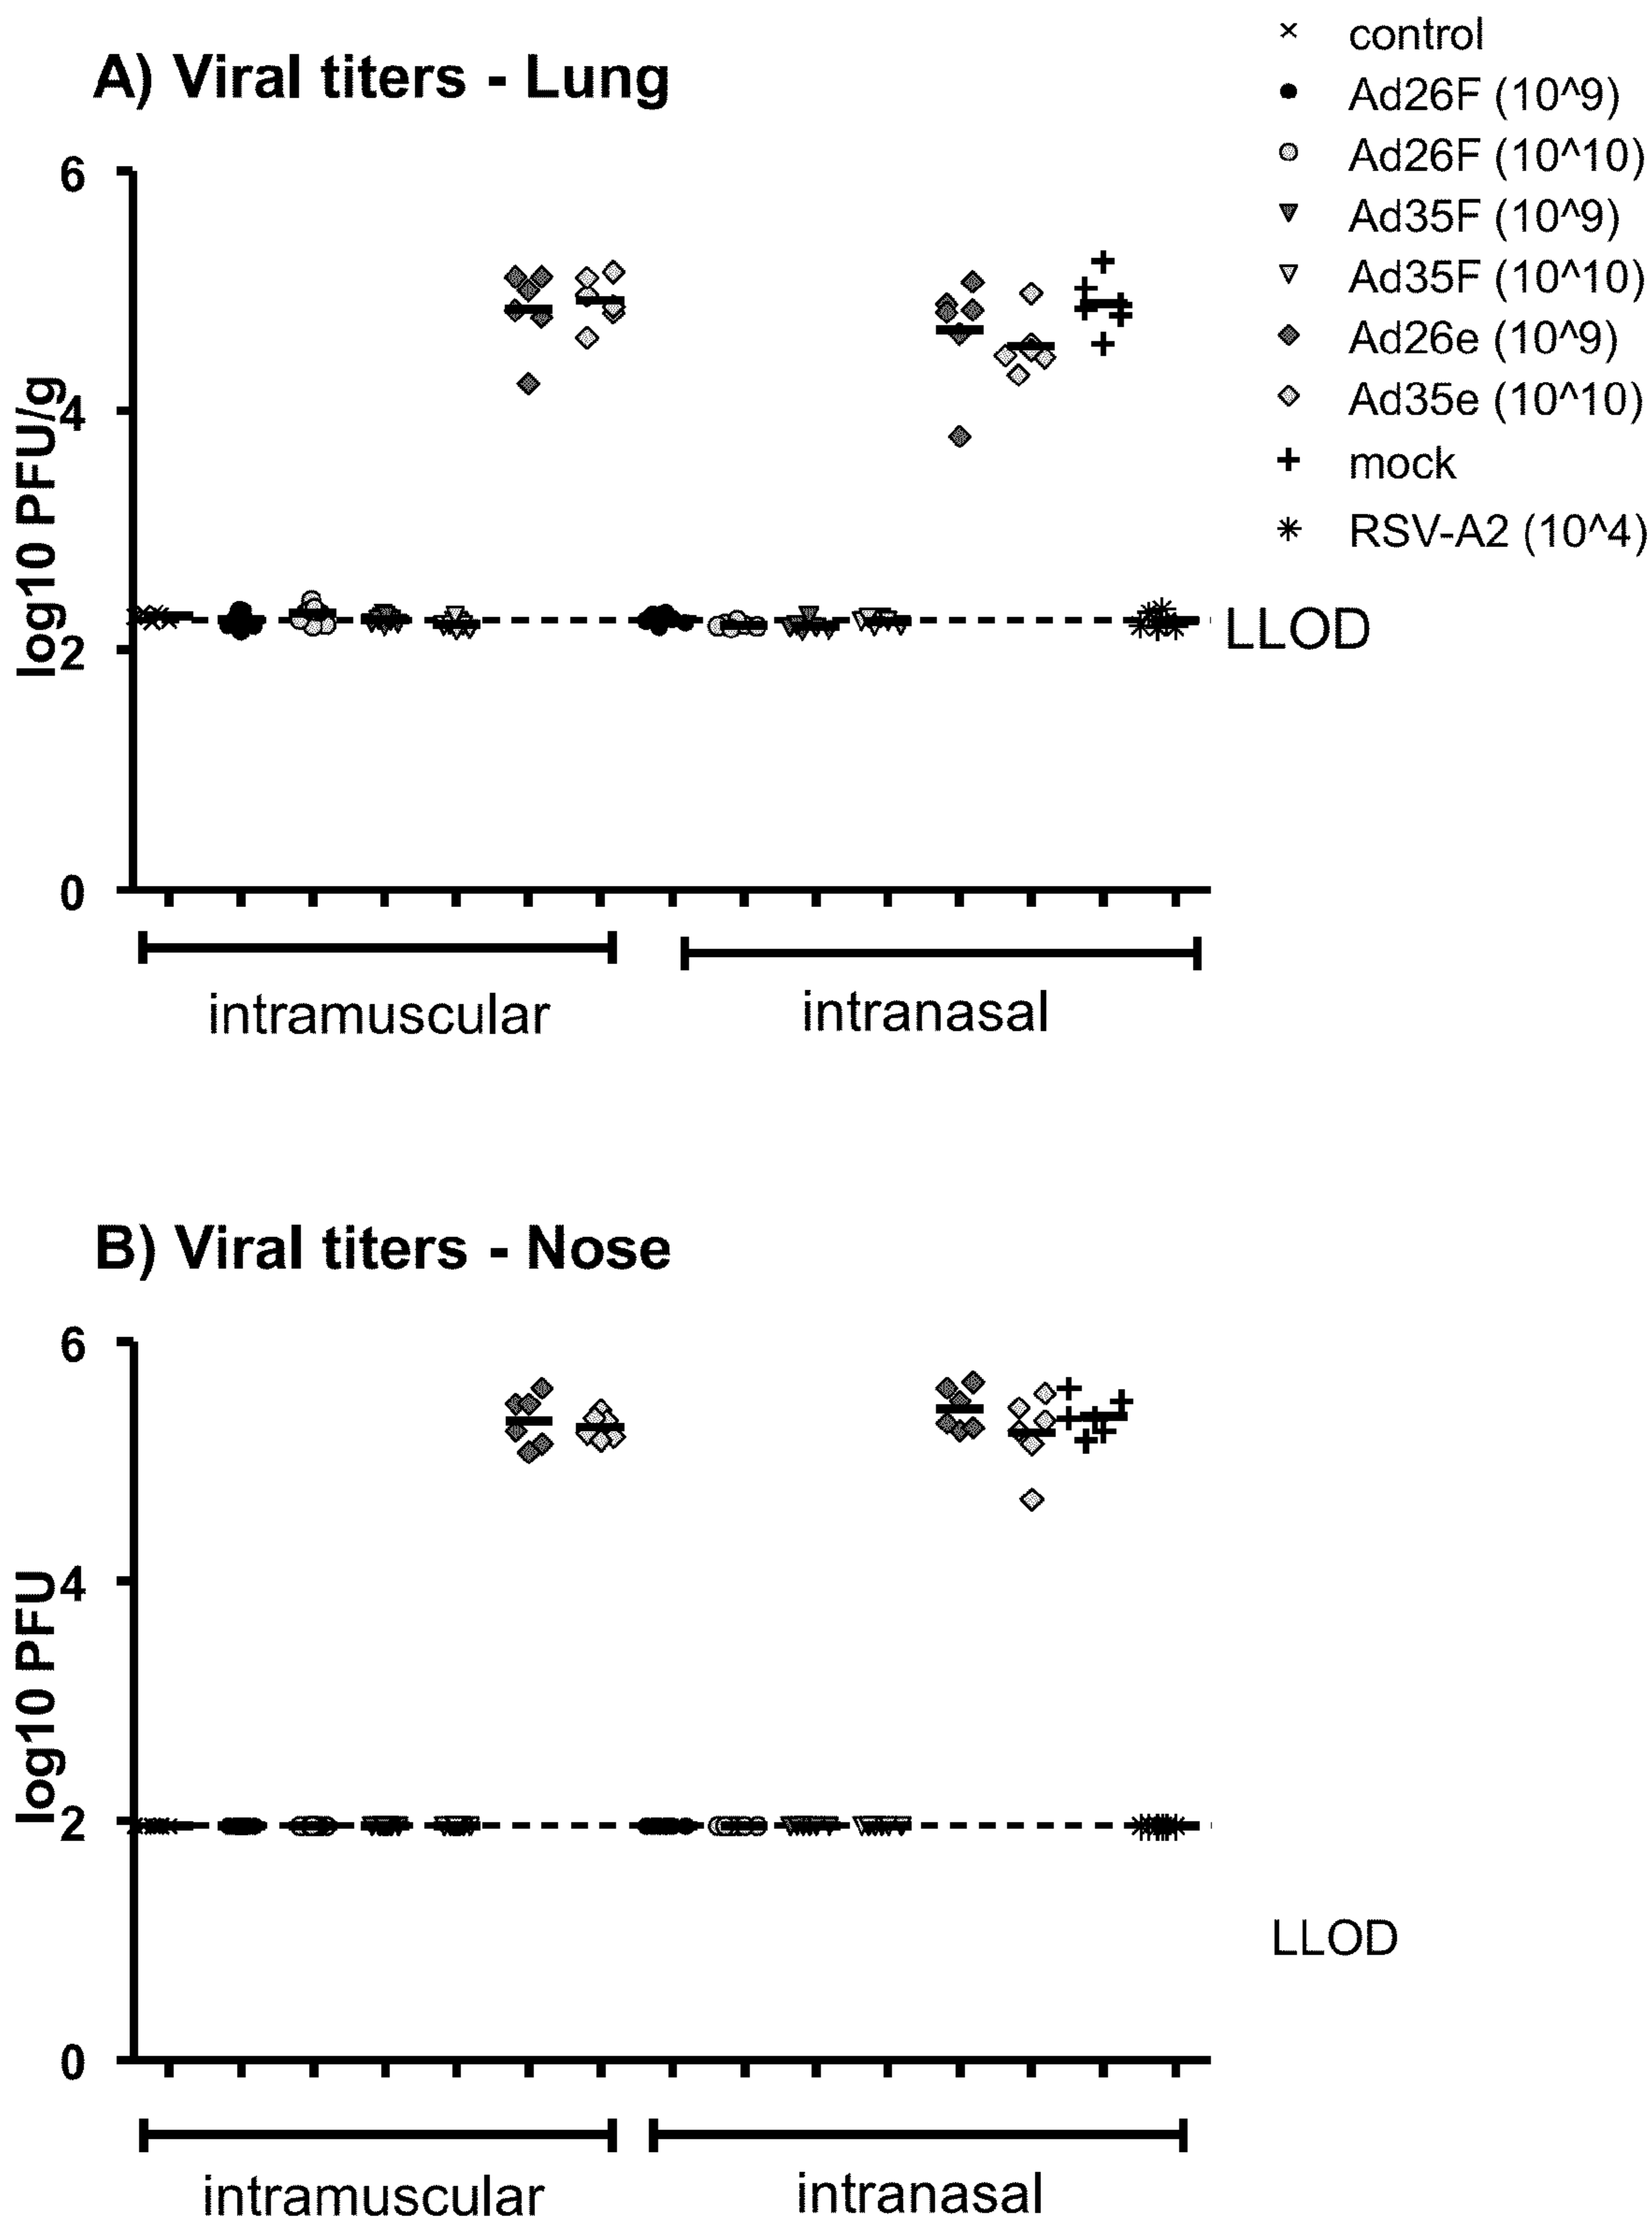 A) Viral titers - Lung
control
Ad26F (10^9)
Ad26F (10^10)
Ad35F (10^9)
Ad35F (10^10)
Ad26e (10^9)
Ad35e (10^10)
mock
RSV-A2 (10^4)
log10 PFU/g
6
4
2
0
LLOD
intramuscular
intranasal
B) Viral titers - Nose
log10 PFU
6
4
2
0
LLOD
intramuscular
intranasal